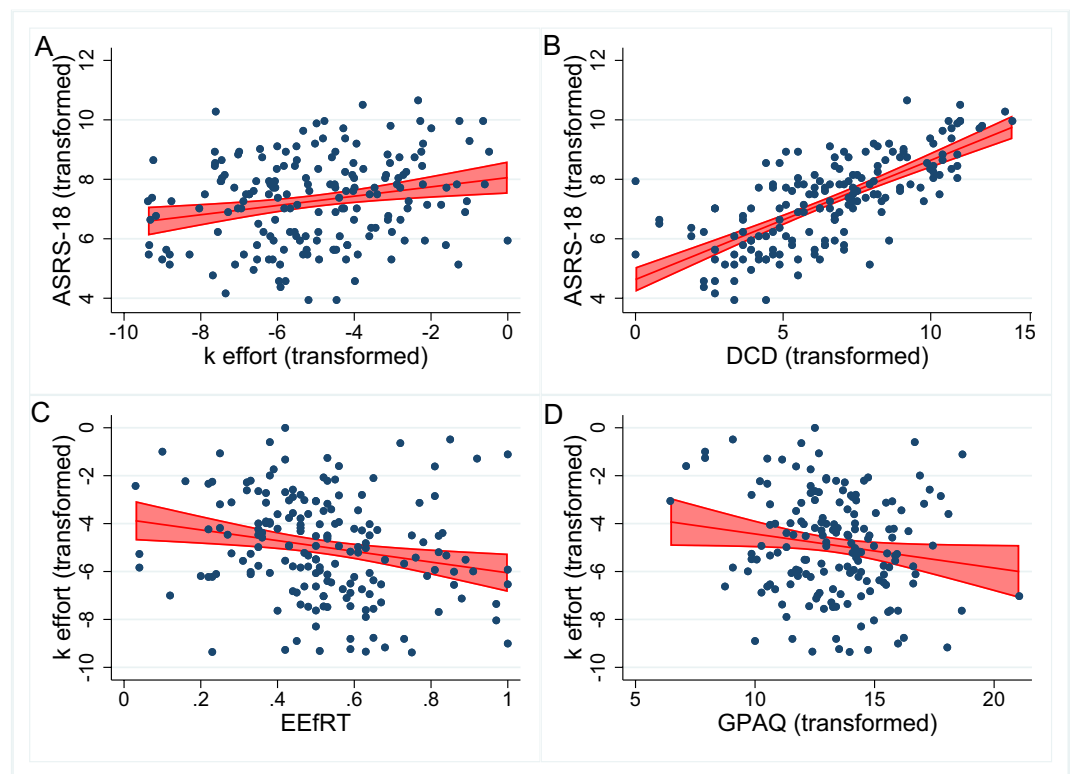 A
ASRS-18 (transformed)
12
10
8
6
4
-10 -8 -6 -4 -2 0
k effort (transformed)
B
ASRS-18 (transformed)
12
10
8
6
4
0 5 10 15
DCD (transformed)
C
k effort (transformed)
0
-2
-4
-6
-8
-10
0 .2 .4 .6 .8 1
EEfRT
D
k effort (transformed)
0
-2
-4
-6
-8
-10
5 10 15 20
GPAQ (transformed)